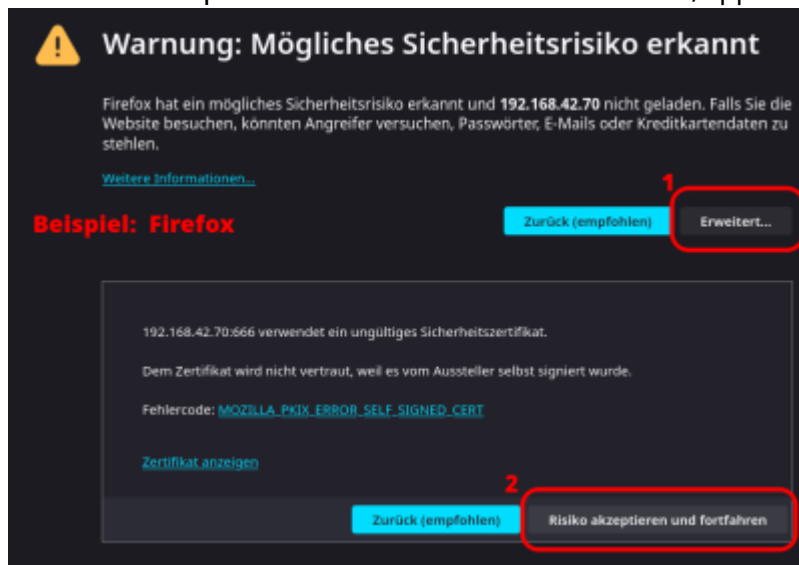 Warnung: Mögliches Sicherheitsrisiko erkannt
Firefox hat ein mögliches Sicherheitsrisiko erkannt und 192.168.42.70 nicht geladen. Falls Sie die
Website besuchen, könnten Angreifer versuchen, Passwörter, E-Mails oder Kreditkartendaten zu
stehlen.
Weitere Informationen...
1
Beispiel: Firefox
Zurück (empfohlen)
Erweitert...
192.168.42.70:666 verwendet ein ungültiges Sicherheitszertifikat.
Dem Zertifikat wird nicht vertraut, weil es vom Aussteller selbst signiert wurde.
Fehlercode: MOZILLA_PKIX_ERROR_SELF_SIGNED_CERT
Zertifikat anzeigen
2
Zurück (empfohlen)
Risiko akzeptieren und fortfahren